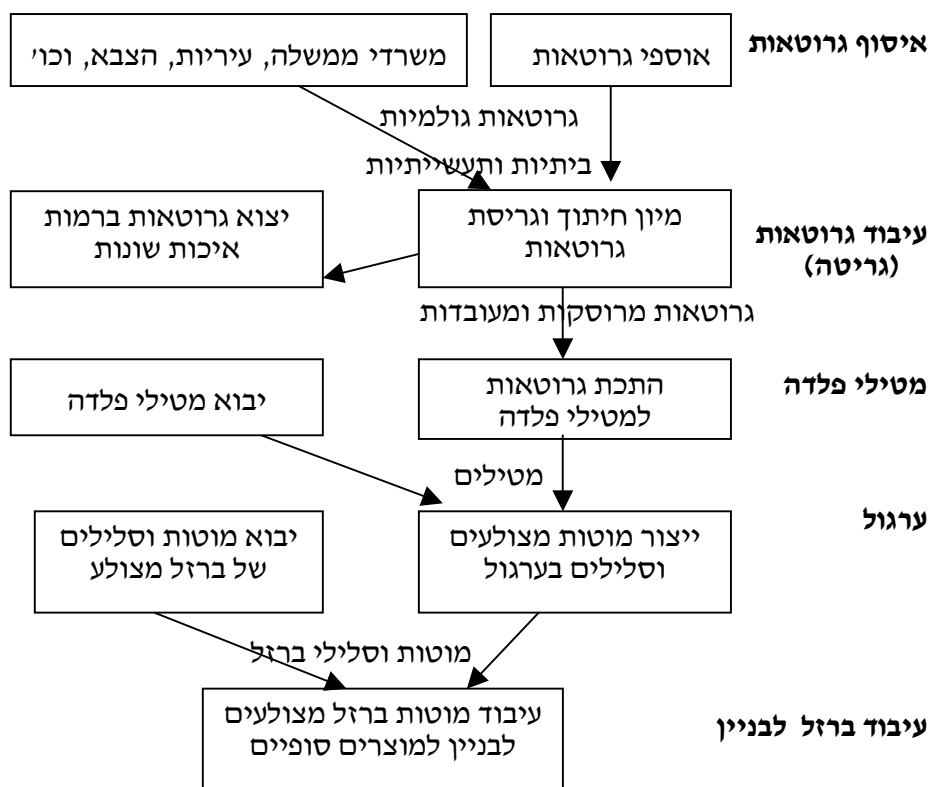 איסוף גרוטאות
אוספי גרוטאות
משרדי ממשלה, עיריות, הצבא, וכו׳
גרוטאות גולמיות
ביתיות ותעשייתיות
עיבוד גרוטאות
(גריטה)
מיון חיתוך וגריסת
גרוטאות
יצוא גרוטאות ברמות
איכות שונות
גרוטאות מרוסקות ומעובדות
מטילי פלדה
התכת גרוטאות
למטילי פלדה
יבוא מטילי פלדה
מטילים
ערגול
ייצור מוטות מצולעים
וסלילים בערגול
יבוא מוטות וסלילים
של ברזל מצולע
מוטות וסלילי ברזל
עיבוד ברזל לבניין
עיבוד מוטות ברזל מצולעים
לבניין למוצרים סופיים